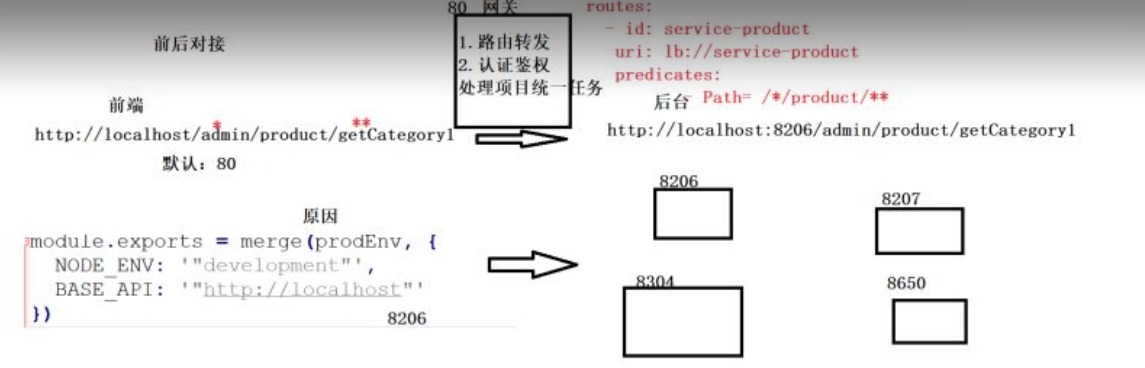 前后对接
80 网关
1. 路由转发
2. 认证鉴权
处理项目统一任务
routes:
- id: service-product
uri: lb://service-product
predicates:
- Path= /*/product/**
前端
http://localhost/admin/product/getCategory1
*
**
默认: 80
后台
http://localhost:8206/admin/product/getCategory1
原因
module.exports = merge(prodEnv, {
NODE_ENV: '"development"',
BASE_API: '"http://localhost"'
})
8206
8206
8207
8304
8650